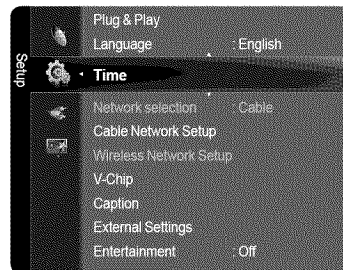 Setup
Plug & Play
Language : English
Time
Network selection : Cable
Cable Network Setup
Wireless Network Setup
V-Chip
Caption
External Settings
Entertainment : Off